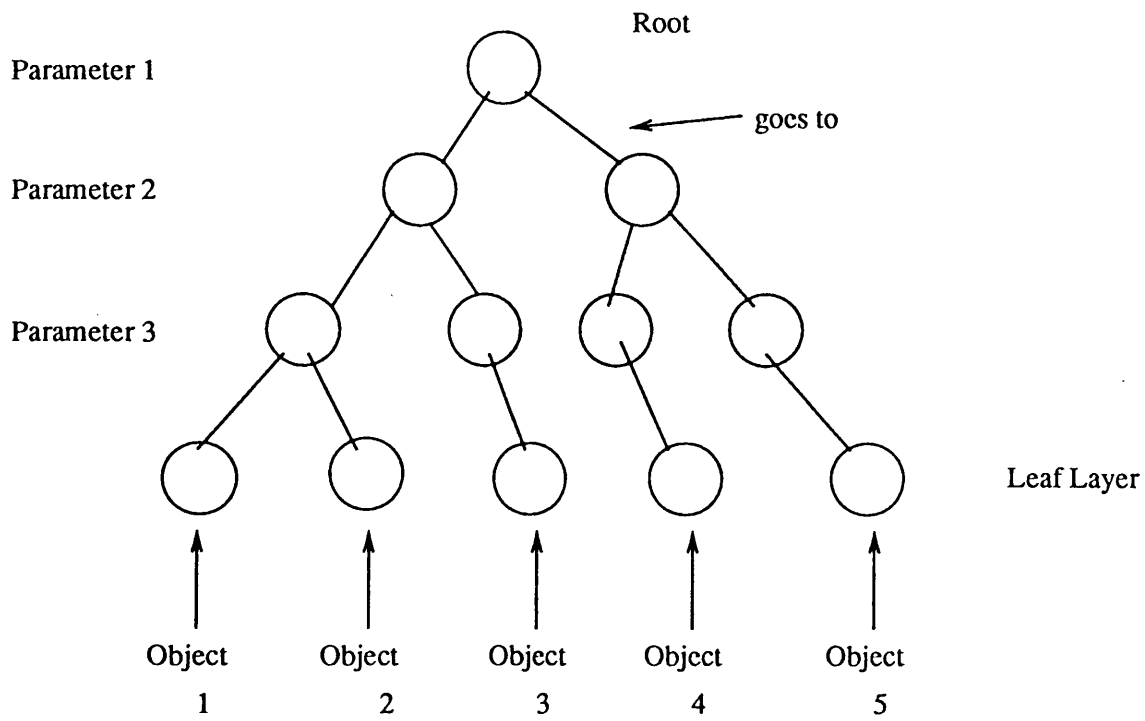 Root
Parameter 1
goes to
Parameter 2
Parameter 3
Leaf Layer
Object Object Object Object Object
1 2 3 4 5